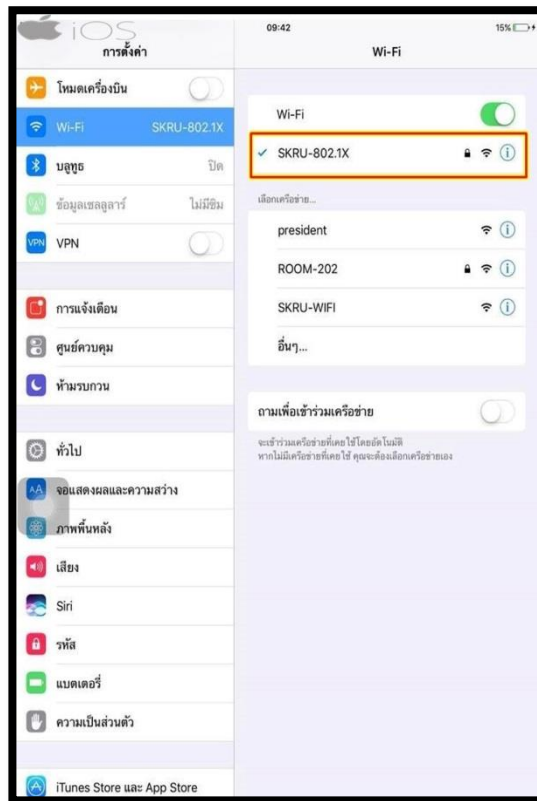 iOS
09:42
15%
การตั้งค่า
Wi-Fi
โหมดเครื่องบิน
Wi-Fi SKRU-802.1X
บลูทูธ ปิด
ข้อมูลเซลลูลาร์ ไม่มีซิม
VPN VPN
การแจ้งเตือน
ศูนย์ควบคุม
ห้ามรบกวน
ทั่วไป
AA จอแสดงผลและความสว่าง
ภาพพื้นหลัง
เสียง
Siri
รหัส
แบตเตอรี่
ความเป็นส่วนตัว
iTunes Store และ App Store
Wi-Fi
SKRU-802.1X
เลือกเครือข่าย...
president
ROOM-202
SKRU-WIFI
อื่นๆ...
ถามเพื่อเข้าร่วมเครือข่าย
จะเข้าร่วมเครือข่ายที่เคยใช้โดยอัตโนมัติ
หากไม่มีเครือข่ายที่เคยใช้ คุณจะต้องเลือกเครือข่ายเอง